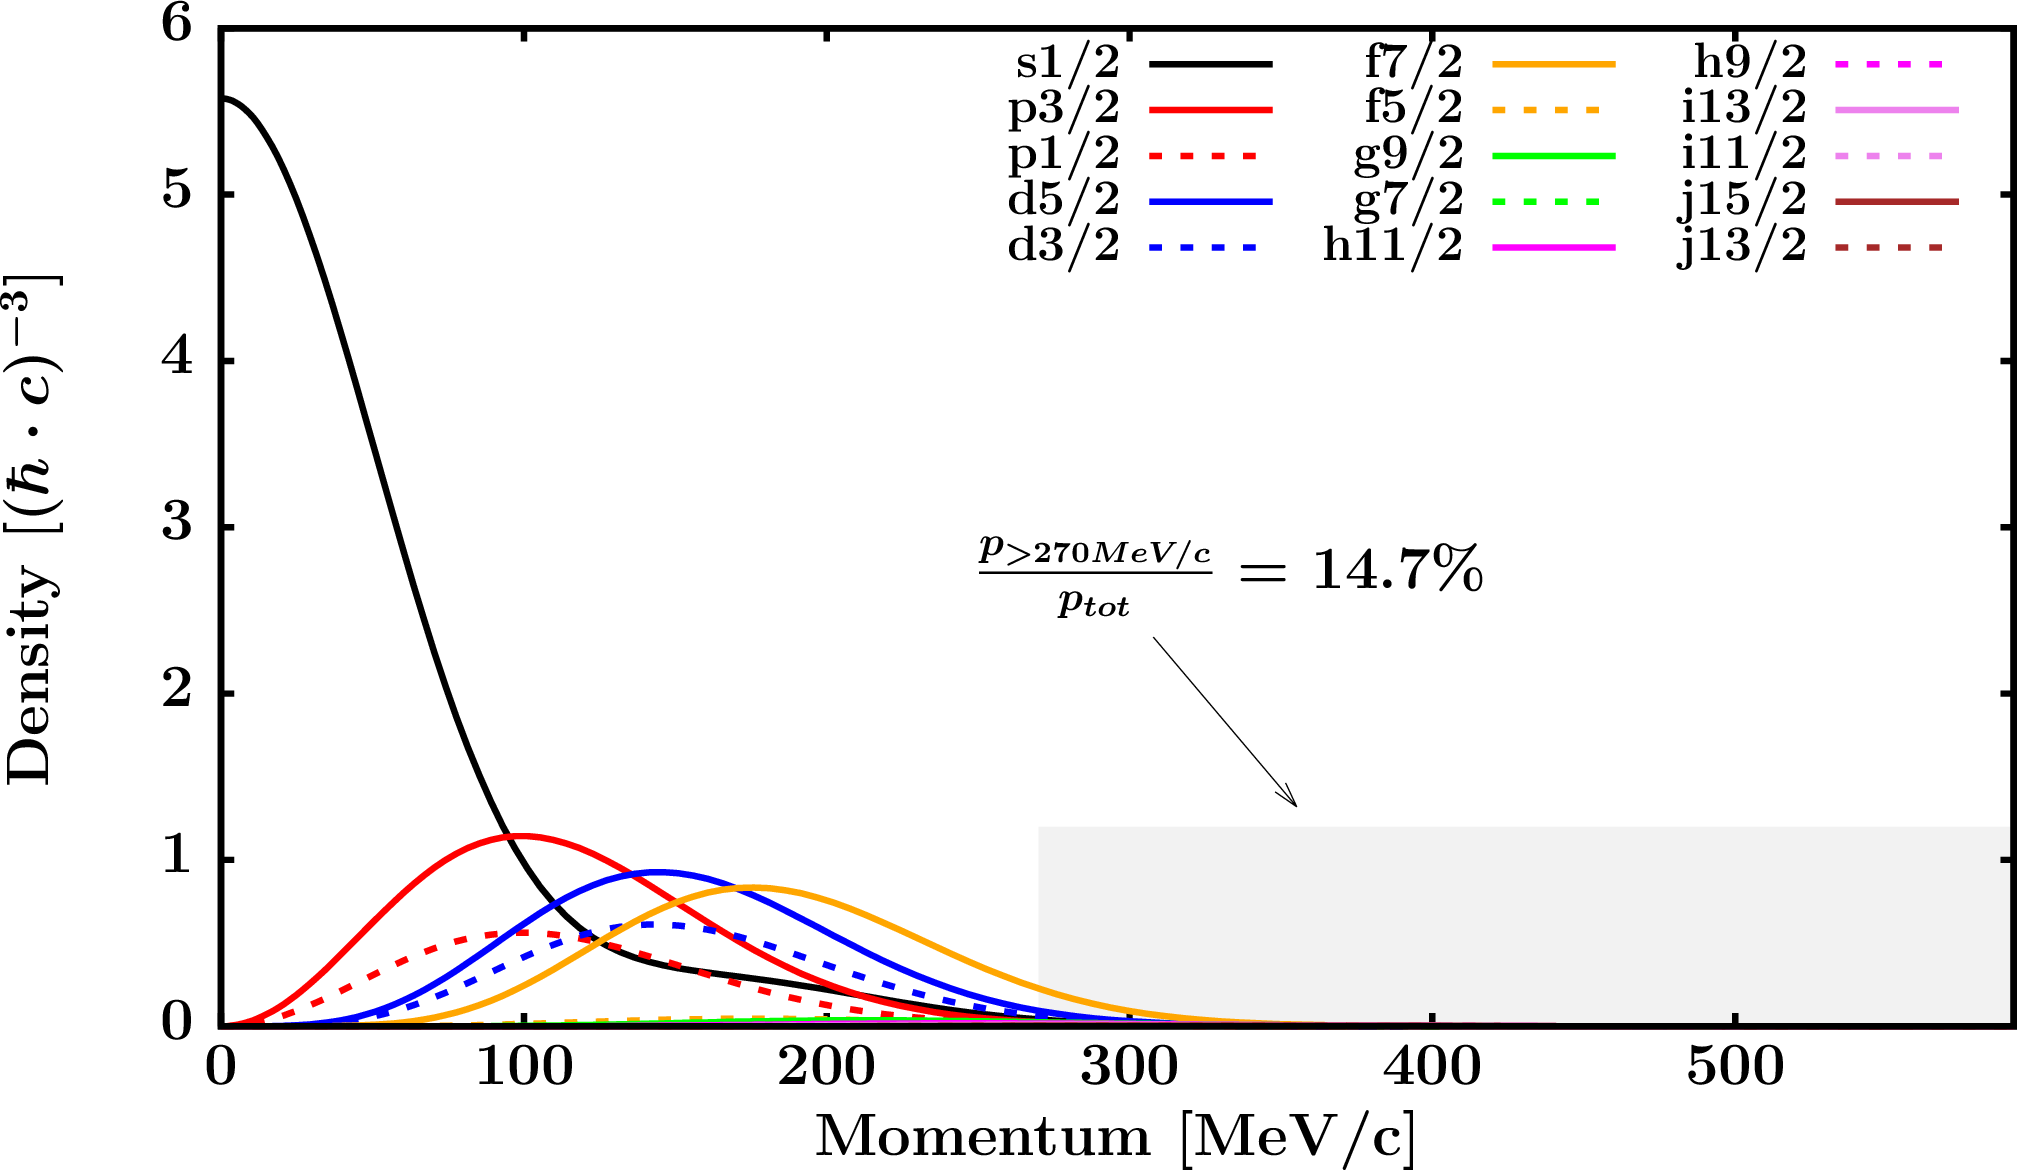 6
5
4
3
2
1
0
Density [(ħ · c)⁻³]
s1/2
p3/2
p1/2
d5/2
d3/2
f7/2
f5/2
g9/2
g7/2
h11/2
h9/2
i13/2
i11/2
j15/2
j13/2
p>270MeV/c
ptot
= 14.7%
0 100 200 300 400 500
Momentum [MeV/c]